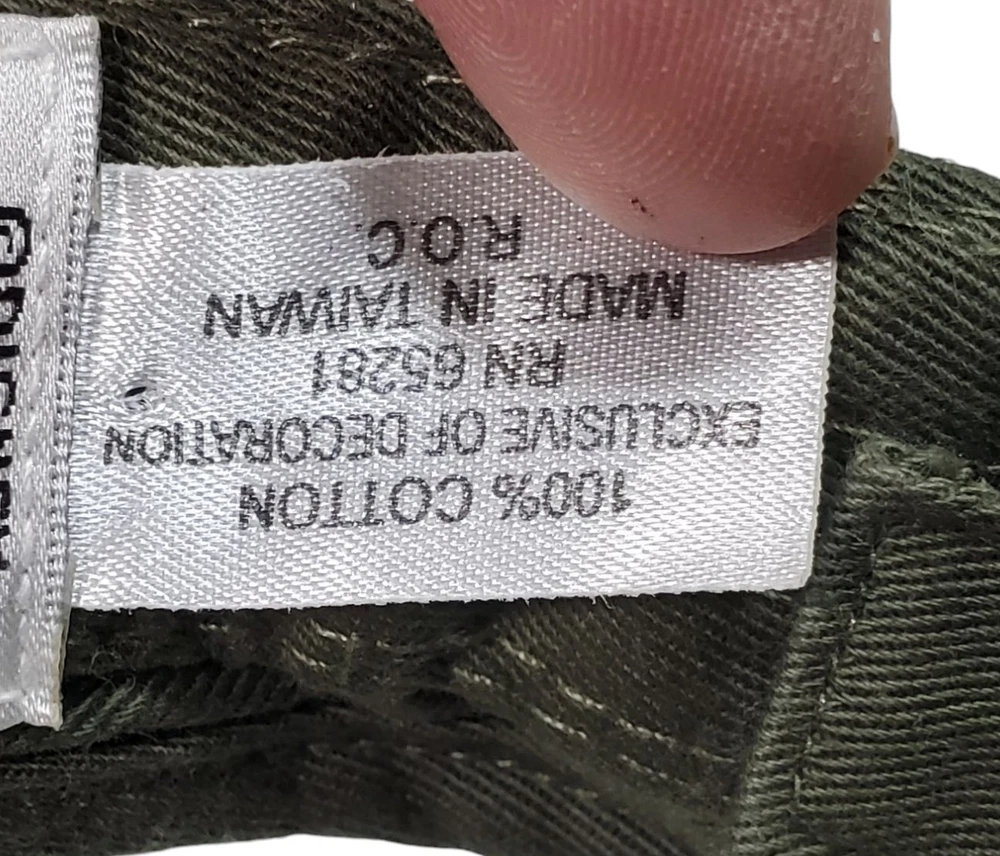 100% COTTON
EXCLUSIVE OF DECORATION
RN 65281
MADE IN TAIWAN
R.O.C.